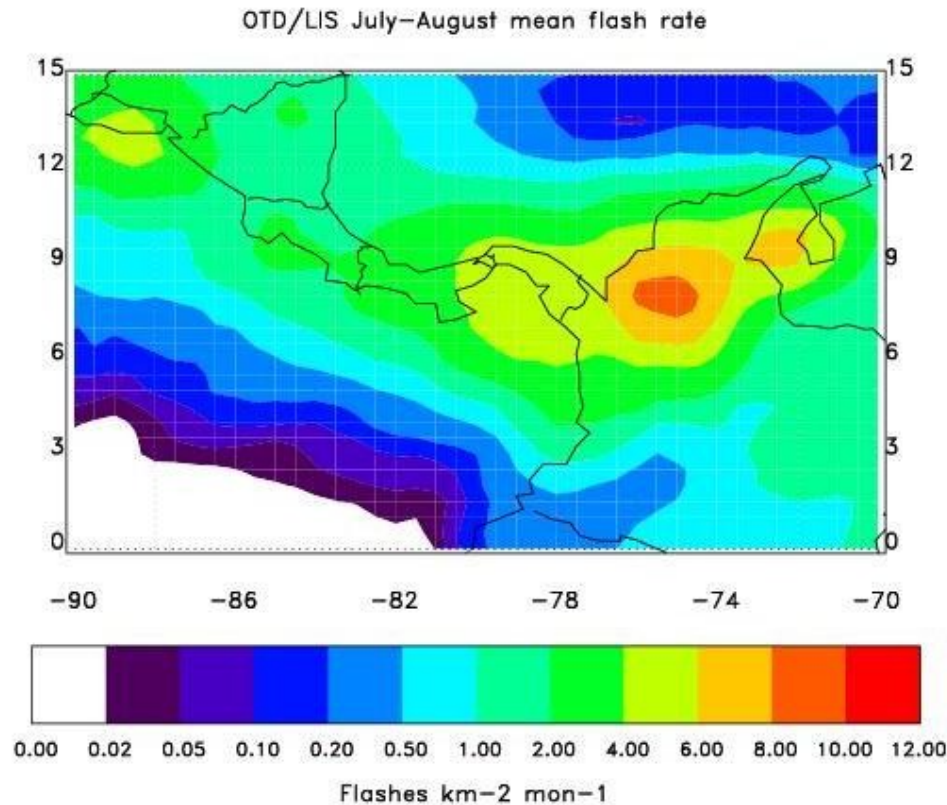 OTD/LIS July-August mean flash rate
15 15
12 12
9 9
6 6
3 3
0 0
-90 -86 -82 -78 -74 -70
0.00 0.02 0.05 0.10 0.20 0.50 1.00 2.00 4.00 6.00 8.00 10.00 12.00
Flashes km-2 mon-1